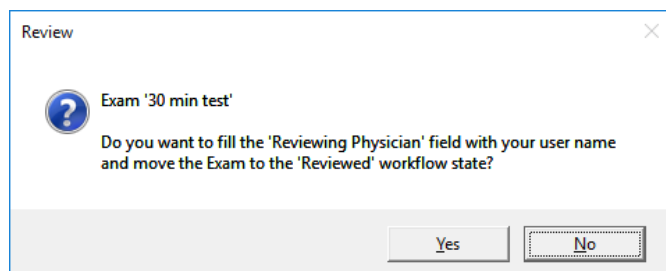 Review
Exam '30 min test'
Do you want to fill the 'Reviewing Physician' field with your user name
and move the Exam to the 'Reviewed' workflow state?
Yes
No